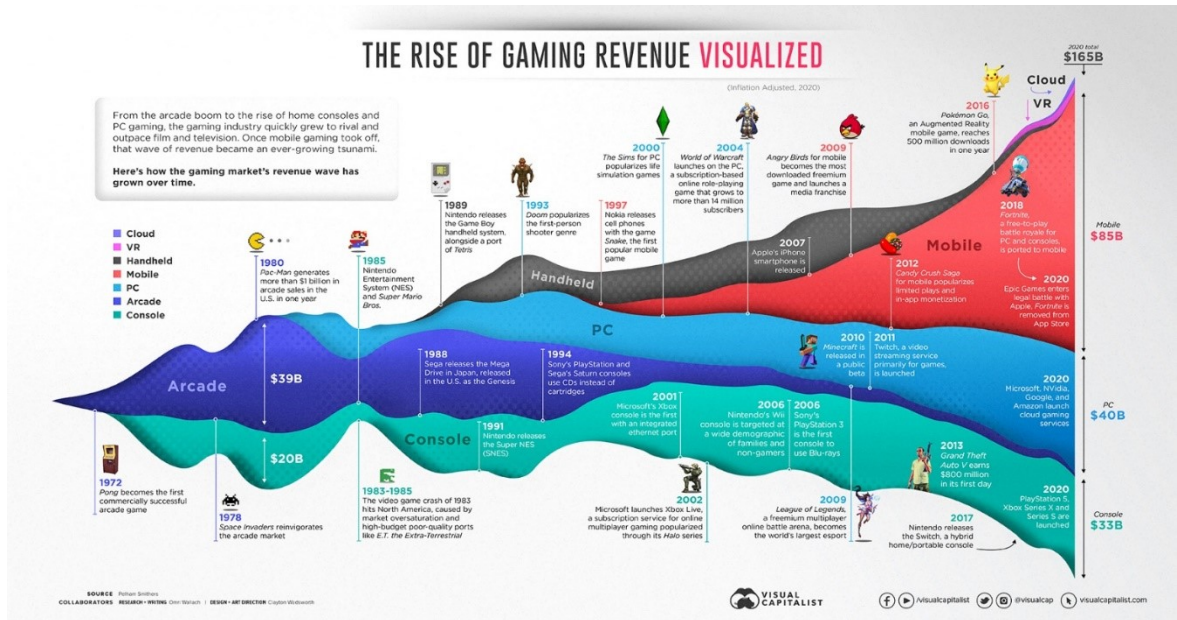 THE RISE OF GAMING REVENUE VISUALIZED
(Inflation Adjusted, 2020)
2020 total
$165B
From the arcade boom to the rise of home consoles and
PC gaming, the gaming industry quickly grew to rival and
outpace film and television. Once mobile gaming took off,
that wave of revenue became an ever-growing tsunami.
Here's how the gaming market's revenue wave has
grown over time.
Cloud
VR
Handheld
Mobile
PC
Arcade
Console
1972
Pong becomes the first
commercially successful
arcade game
1978
Space Invaders reinvigorates
the arcade market
1980
Pac-Man generates
more than $1 billion in
arcade sales in the
U.S. in one year
1985
Nintendo
Entertainment
System (NES)
and Super Mario
Bros.
1983-1985
The video game crash of 1983
hits North America, caused by
market oversaturation and
high-budget poor-quality ports
like E.T. the Extra-Terrestrial
1989
Nintendo releases
the Game Boy
handheld system,
alongside a port
of Tetris
1993
Doom popularizes
the first-person
shooter genre
1997
Nokia releases
cell phones
with the game
Snake, the first
popular mobile
game
2000
The Sims for PC
popularizes life
simulation games
2004
World of Warcraft
launches on the PC,
a subscription-based
online role-playing
game that grows to
more than 14 million
subscribers
2009
Angry Birds for mobile
becomes the most
downloaded freemium
game and launches a
media franchise
2016
Pokémon Go,
an Augmented Reality
mobile game, reaches
500 million downloads
in one year
Cloud
VR
2007
Apple's iPhone
smartphone is
released
2012
Candy Crush Saga
for mobile popularizes
limited plays and
in-app monetization
2018
Fortnite,
a free-to-play
battle royale for
PC and consoles,
is ported to mobile
2020
Epic Games enters
legal battle with
Apple, Fortnite is
removed from
App Store
Handheld
Mobile
PC
Arcade
Console
$39B
$20B
1988
Sega releases the Mega
Drive in Japan, released
in the U.S. as the Genesis
1991
Nintendo releases
the Super NES
(SNES)
1994
Sony's PlayStation and
Sega's Saturn consoles
use CDs instead of
cartridges
2001
Microsoft's Xbox
console is the first
with an integrated
ethernet port
2002
Microsoft launches Xbox Live,
a subscription service for online
multiplayer gaming popularized
through its Halo series
2006
Nintendo's Wii
console is targeted at
a wide demographic
of families and
non-gamers
2006
Sony's
PlayStation 3
is the first
console to
use Blu-rays
2009
League of Legends,
a freemium multiplayer
online battle arena, becomes
the world's largest esport
2010
Minecraft is
released in
a public
beta
2011
Twitch, a video
streaming service
primarily for games,
is launched
2013
Grand Theft
Auto V earns
$800 million
in its first day
2017
Nintendo releases
the Switch, a hybrid
home/portable console
2020
Microsoft, NVidia,
Google, and
Amazon launch
cloud gaming
services
2020
PlayStation 5,
Xbox Series X and
Series S are
launched
Mobile
$85B
PC
$40B
Console
$33B
SOURCE Pelham Smithers
COLLABORATORS RESEARCH + WRITING Omri Wallach | DESIGN + ART DIRECTION Clayton Wadsworth
VISUAL
CAPITALIST
/visualcapitalist
@visualcap
visualcapitalist.com